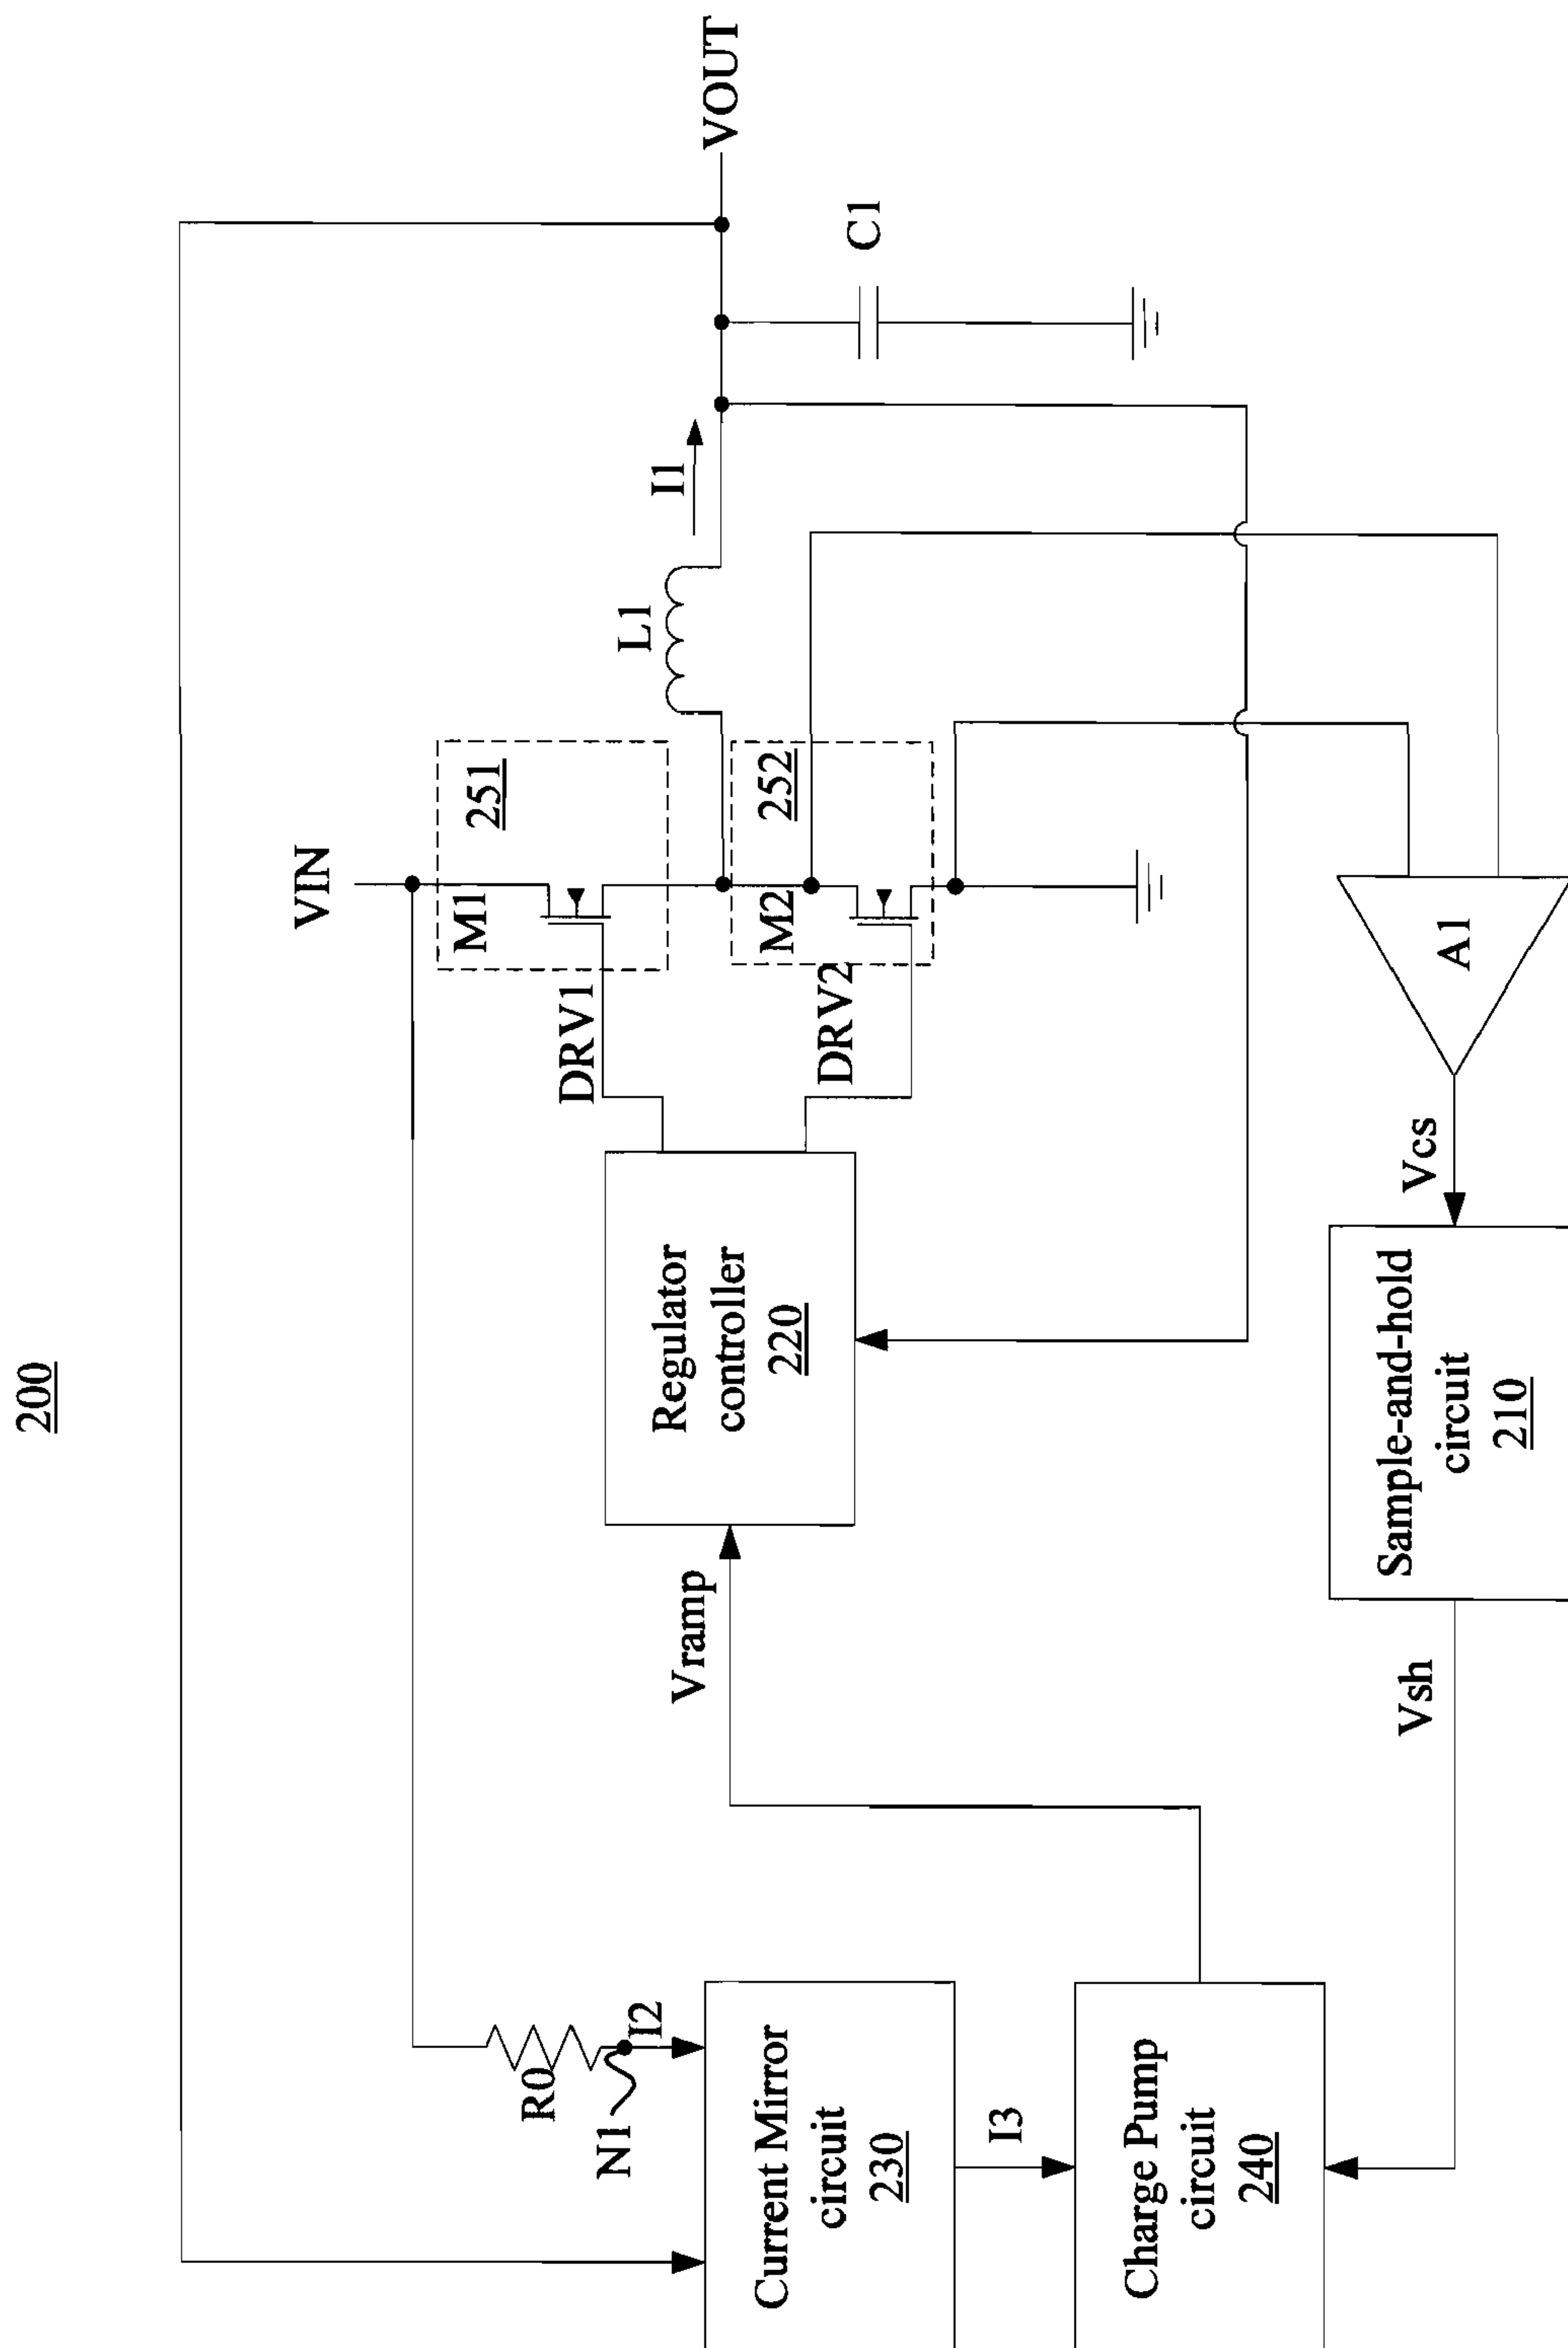 200
VIN
VOUT
L1
I1
M1
251
R0
N1
I2
DRV1
M2
252
C1
Vramp
Regulator
controller
220
DRV2
Current Mirror
circuit
230
I3
Charge Pump
circuit
240
Vsh
Sample-and-hold
circuit
210
Vcs
A1